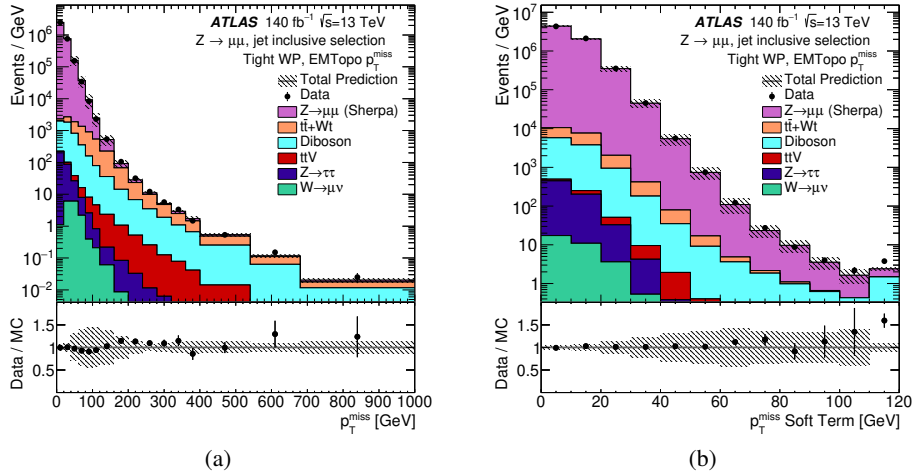 ATLAS 140 fb⁻¹ √s=13 TeV
Z → μμ, jet inclusive selection
Tight WP, EMTopo p_T^miss
Total Prediction
Data
Z→μμ (Sherpa)
tt̄+Wt
Diboson
ttV
Z→ττ
W→μν
Events / GeV
10⁶
10⁵
10⁴
10³
10²
10
1
10⁻¹
10⁻²
Data / MC
1.5
1
0.5
0 100 200 300 400 500 600 700 800 900 1000
p_T^miss [GeV]
(a)
ATLAS 140 fb⁻¹ √s=13 TeV
Z → μμ, jet inclusive selection
Tight WP, EMTopo p_T^miss
Total Prediction
Data
Z→μμ (Sherpa)
tt̄+Wt
Diboson
ttV
Z→ττ
W→μν
Events / GeV
10⁷
10⁶
10⁵
10⁴
10³
10²
10
1
Data / MC
1.5
1
0.5
0 20 40 60 80 100 120
p_T^miss Soft Term [GeV]
(b)